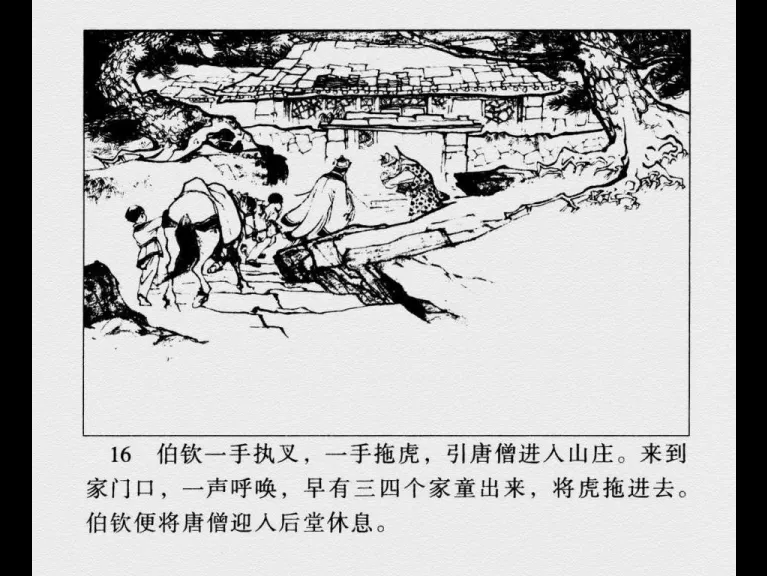 16 伯钦一手执叉，一手拖虎，引唐僧进入山庄。来到
家门口，一声呼唤，早有三四个家童出来，将虎拖进去。
伯钦便将唐僧迎入后堂休息。